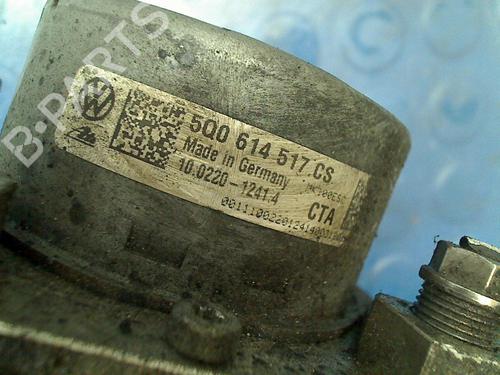 B-PARTS
5Q0 614 517 CS
Made in Germany
10.0220-1241.4
CTA